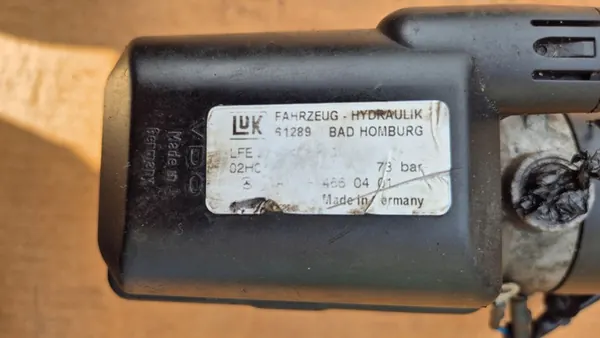 LUK
FAHRZEUG - HYDRAULIK
61289 BAD HOMBURG
LFE
02HC 73 bar
466 04 01
Made in Germany
VDO
Made in
Germany